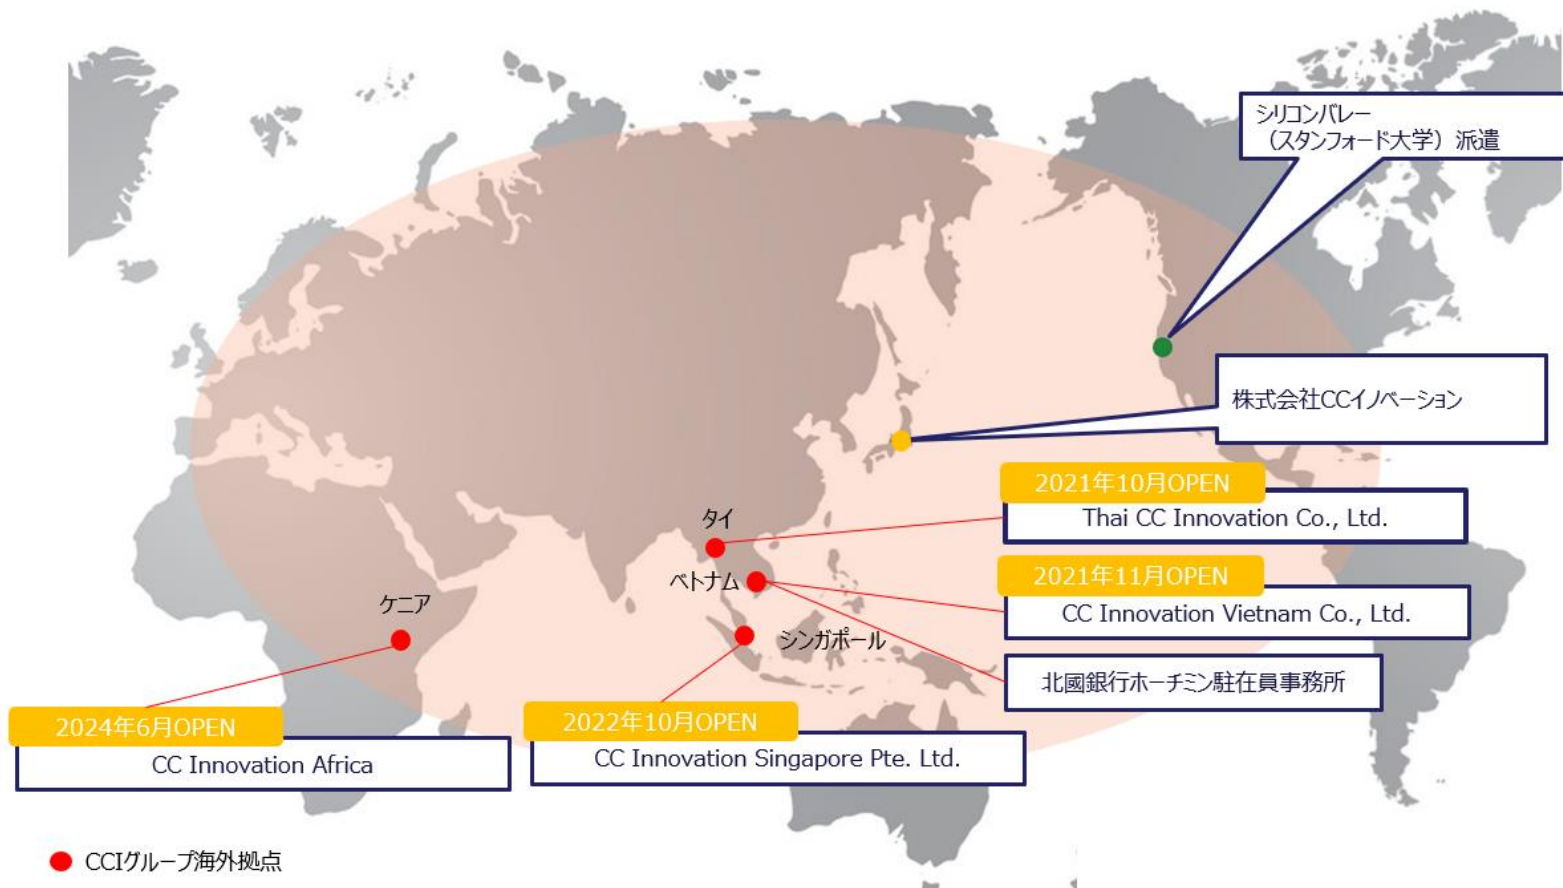 シリコンバレー
（スタンフォード大学）派遣
株式会社CCイノベーション
2021年10月OPEN
Thai CC Innovation Co., Ltd.
タイ
2021年11月OPEN
ベトナム
CC Innovation Vietnam Co., Ltd.
ケニア
シンガポール
北國銀行ホーチミン駐在員事務所
2024年6月OPEN
CC Innovation Africa
2022年10月OPEN
CC Innovation Singapore Pte. Ltd.
CCIグループ海外拠点